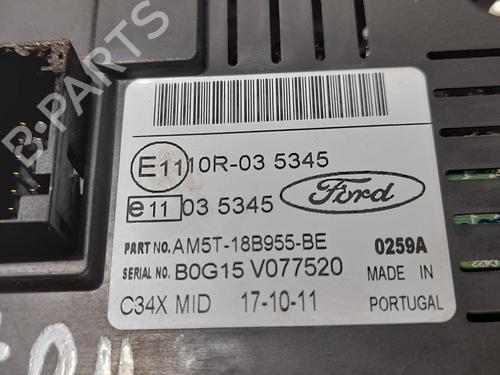 B-PARTS
E11 10R-03 5345
e11 03 5345
Ford
PART NO. AM5T-18B955-BE 0259A
SERIAL NO. B0G15 V077520 MADE IN
C34X MID 17-10-11 PORTUGAL